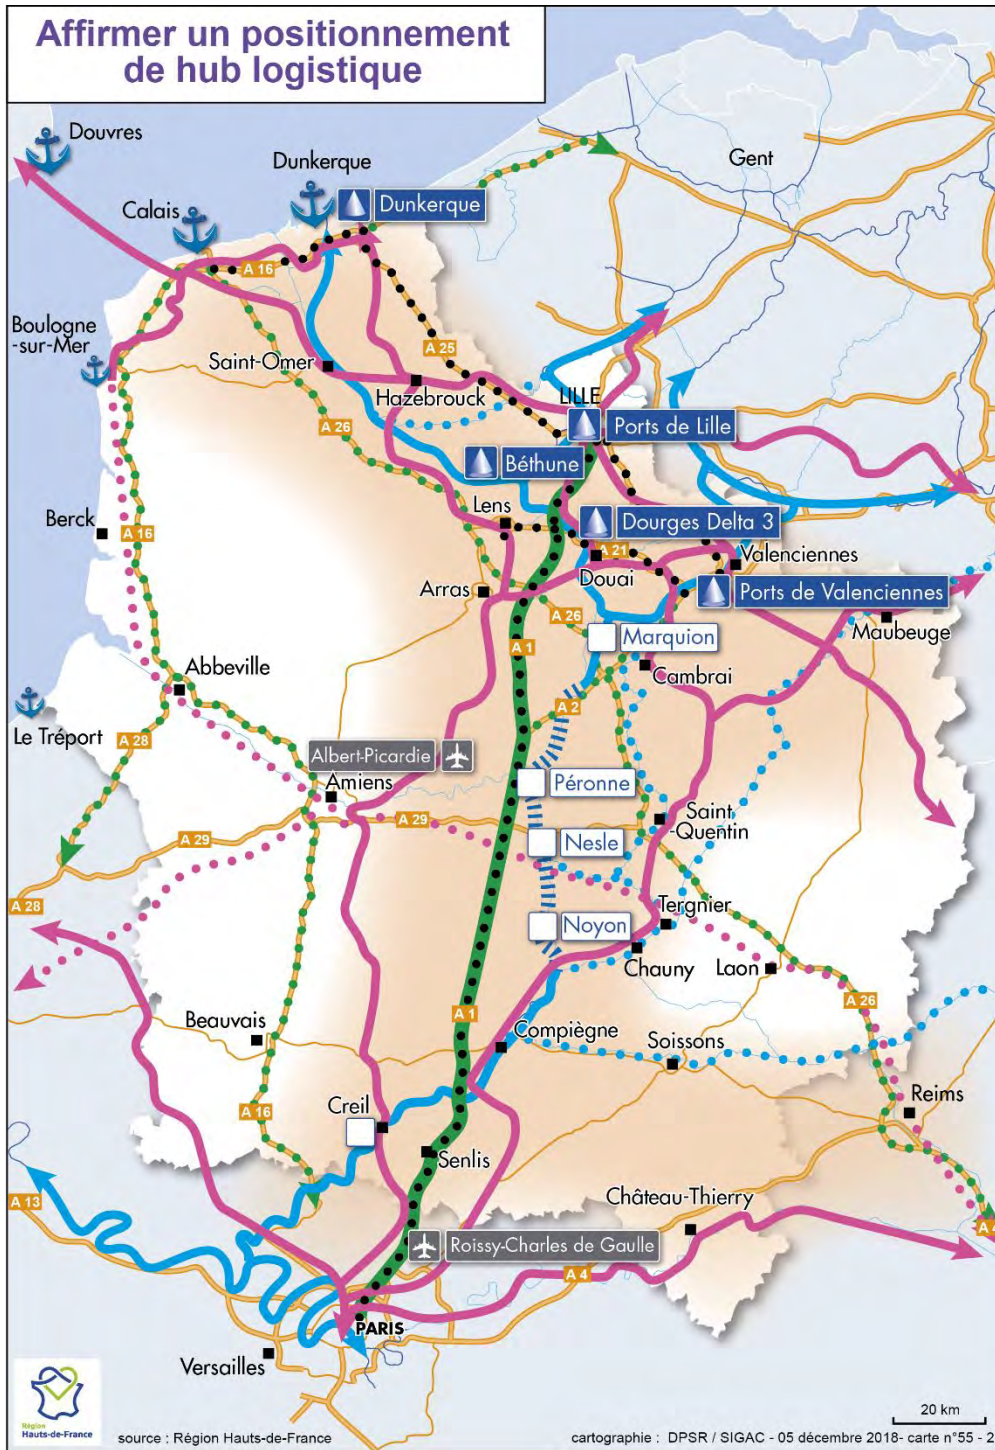 Affirmer un positionnement
de hub logistique
Douvres
Dunkerque
Gent
Calais
Dunkerque
A 16
Boulogne
-sur-Mer
A 25
Saint-Omer
Hazebrouck
LILLE
A 26
Ports de Lille
Béthune
Lens
Berck
A 16
Dourges Delta 3
A 21
Valenciennes
Douai
Arras
Ports de Valenciennes
A 26
Maubeuge
A 1
Marquion
Cambrai
Abbeville
A 2
Le Tréport
A 28
Albert-Picardie
Amiens
Péronne
A 29
A 29
Saint
-Quentin
Nesle
A 28
Tergnier
Noyon
Chauny
Laon
A 26
A 1
Beauvais
Compiègne
Soissons
A 16
Creil
Reims
Senlis
A 13
Château-Thierry
A 4
Roissy-Charles de Gaulle
A 4
PARIS
Versailles
20 km
Région
Hauts-de-France
source : Région Hauts-de-France
cartographie : DPSR / SIGAC - 05 décembre 2018- carte n°55 - 2